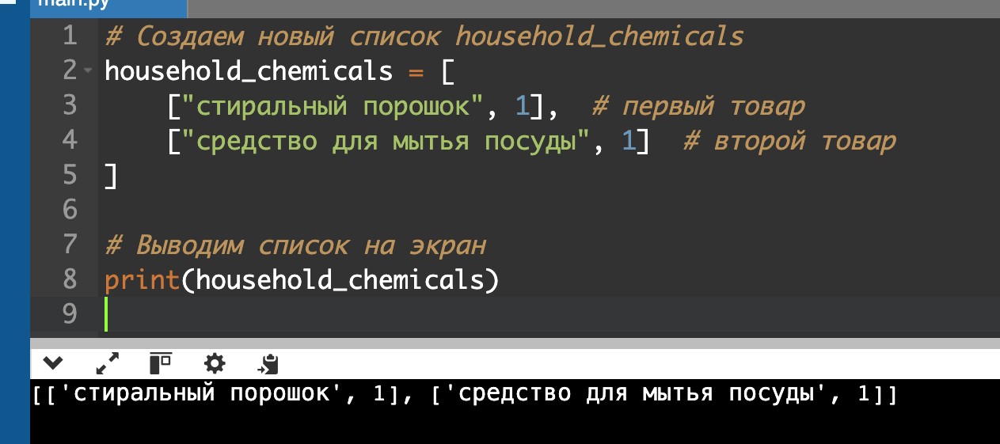 main.py
1 # Создаем новый список household_chemicals
2 household_chemicals = [
3     ["стиральный порошок", 1],  # первый товар
4     ["средство для мытья посуды", 1]  # второй товар
5 ]
6
7 # Выводим список на экран
8 print(household_chemicals)
9
[['стиральный порошок', 1], ['средство для мытья посуды', 1]]